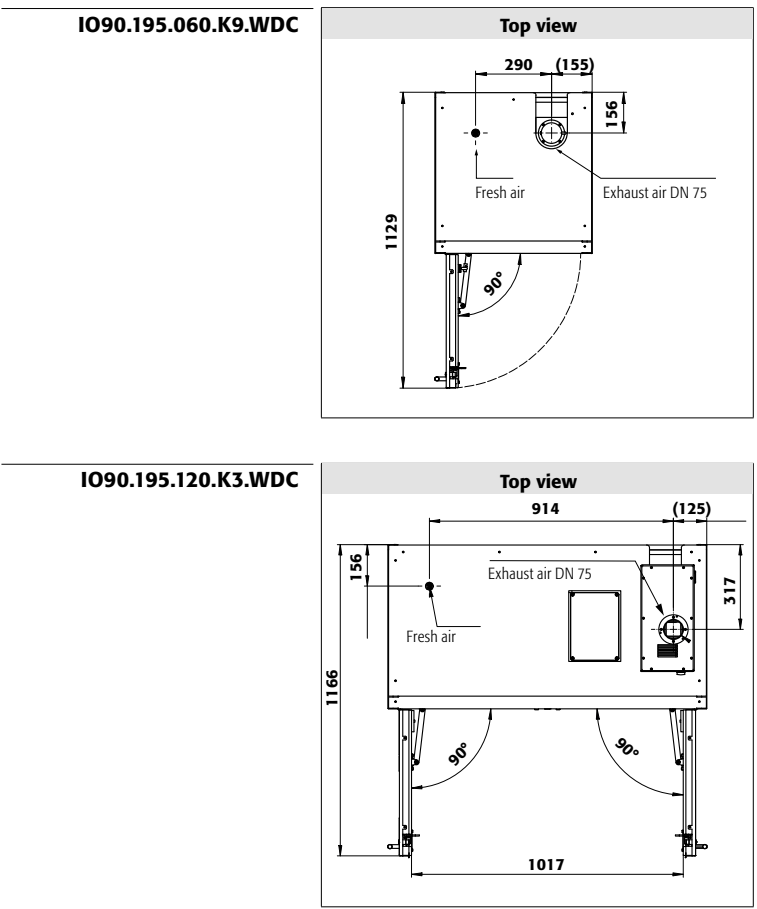 IO90.195.060.K9.WDC
Top view
290
(155)
156
Fresh air
Exhaust air DN 75
1129
90°
IO90.195.120.K3.WDC
Top view
914
(125)
156
Exhaust air DN 75
317
Fresh air
1166
90°
90°
1017